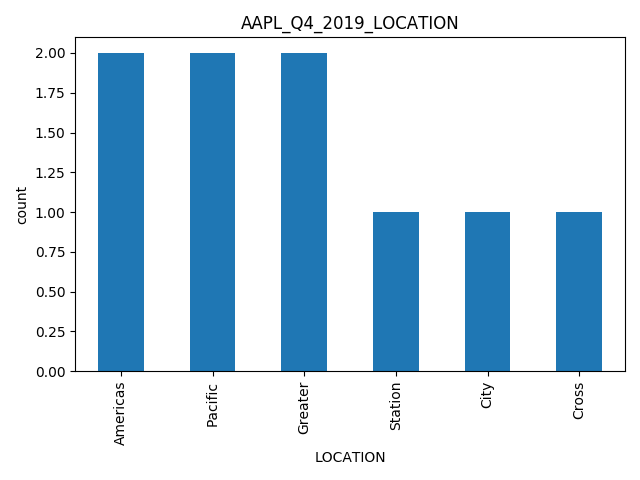 AAPL_Q4_2019_LOCATION
2.00
1.75
1.50
1.25
1.00
0.75
0.50
0.25
0.00
count
Americas
Pacific
Greater
Station
City
Cross
LOCATION